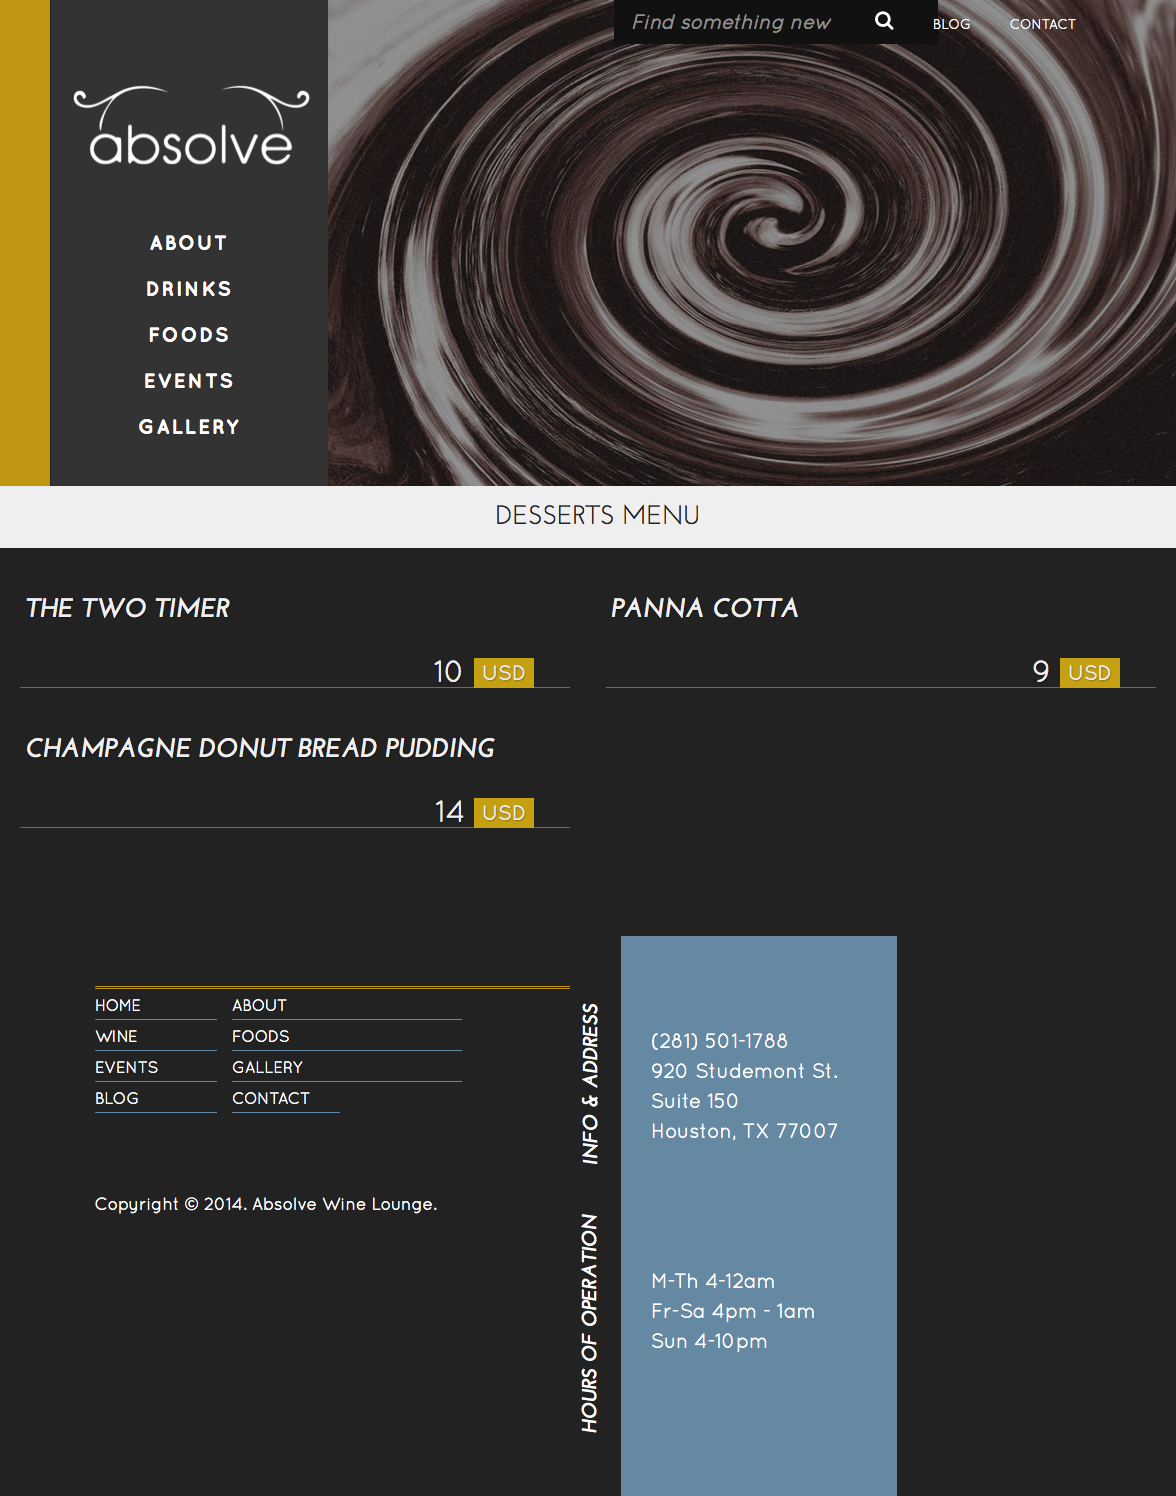 Find something new
BLOG
CONTACT
absolve
ABOUT
DRINKS
FOODS
EVENTS
GALLERY
DESSERTS MENU
THE TWO TIMER
10 USD
PANNA COTTA
9 USD
CHAMPAGNE DONUT BREAD PUDDING
14 USD
HOME
ABOUT
WINE
FOODS
EVENTS
GALLERY
BLOG
CONTACT
Copyright © 2014. Absolve Wine Lounge.
INFO & ADDRESS
(281) 501-1788
920 Studemont St.
Suite 150
Houston, TX 77007
HOURS OF OPERATION
M-Th 4-12am
Fr-Sa 4pm - 1am
Sun 4-10pm